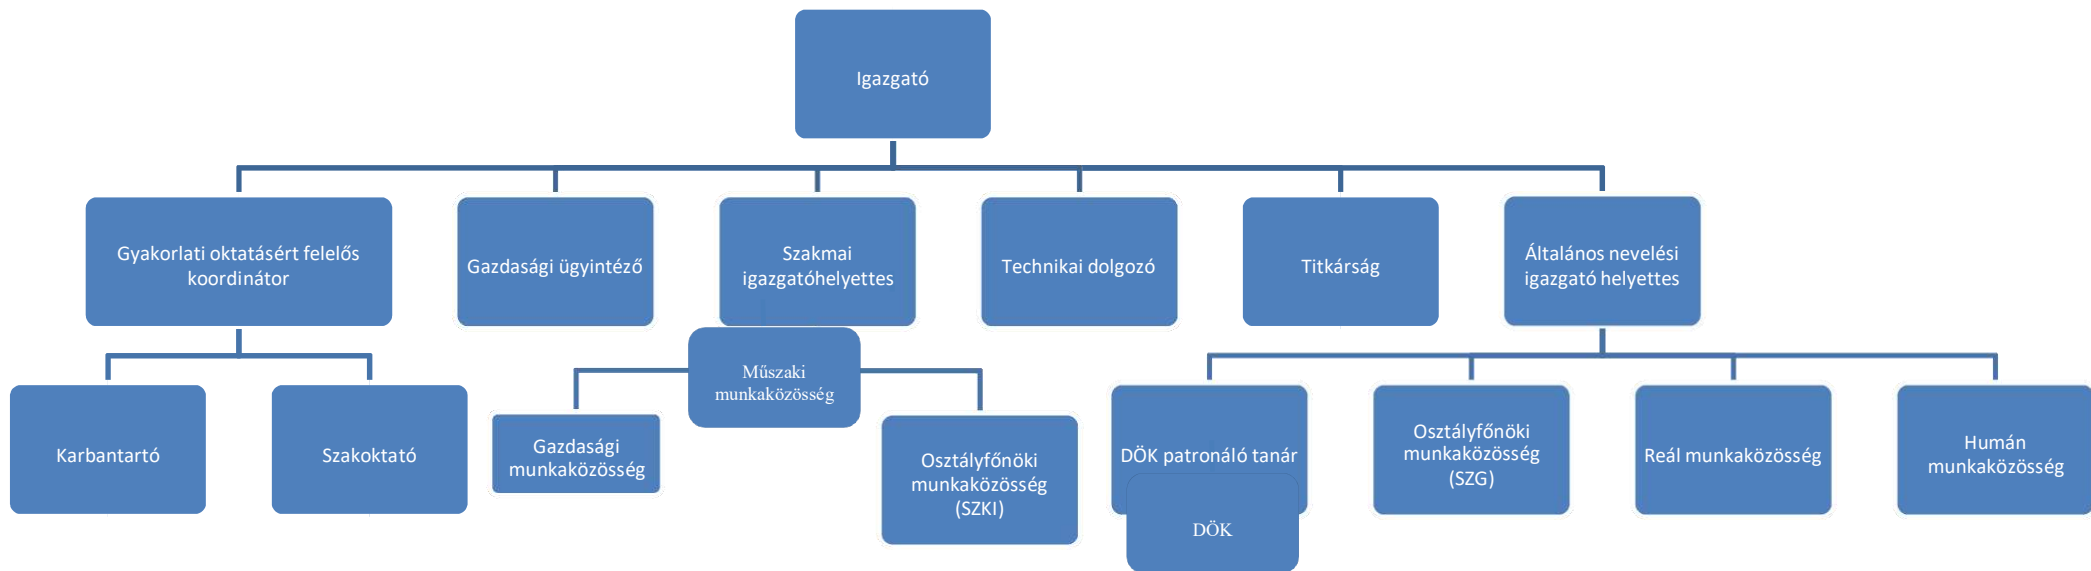 Igazgató
Gyakorlati oktatásért felelős
koordinátor
Gazdasági ügyintéző
Szakmai
igazgatóhelyettes
Technikai dolgozó
Titkárság
Általános nevelési
igazgató helyettes
Karbantartó
Szakoktató
Gazdasági
munkaközösség
Műszaki
munkaközösség
Osztályfőnöki
munkaközösség
(SZKI)
DÖK patronáló tanár
DÖK
Osztályfőnöki
munkaközösség
(SZG)
Reál munkaközösség
Humán
munkaközösség